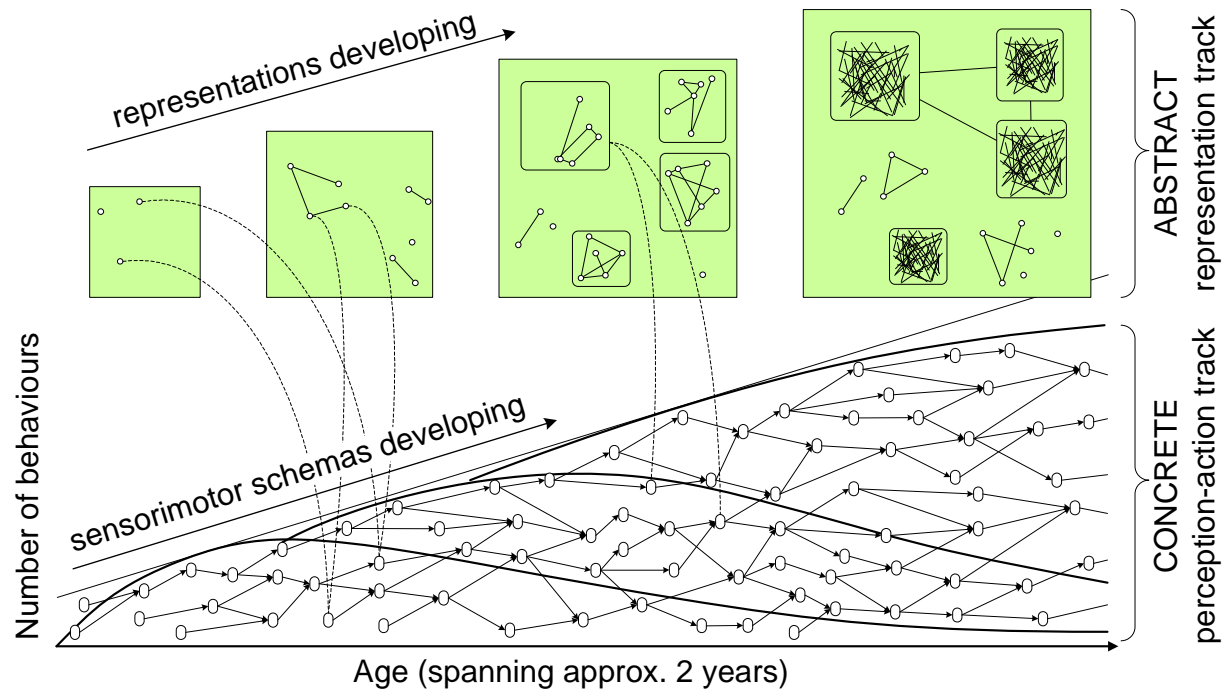 representations developing
ABSTRACT
representation track
sensorimotor schemas developing
CONCRETE
perception-action track
Number of behaviours
Age (spanning approx. 2 years)